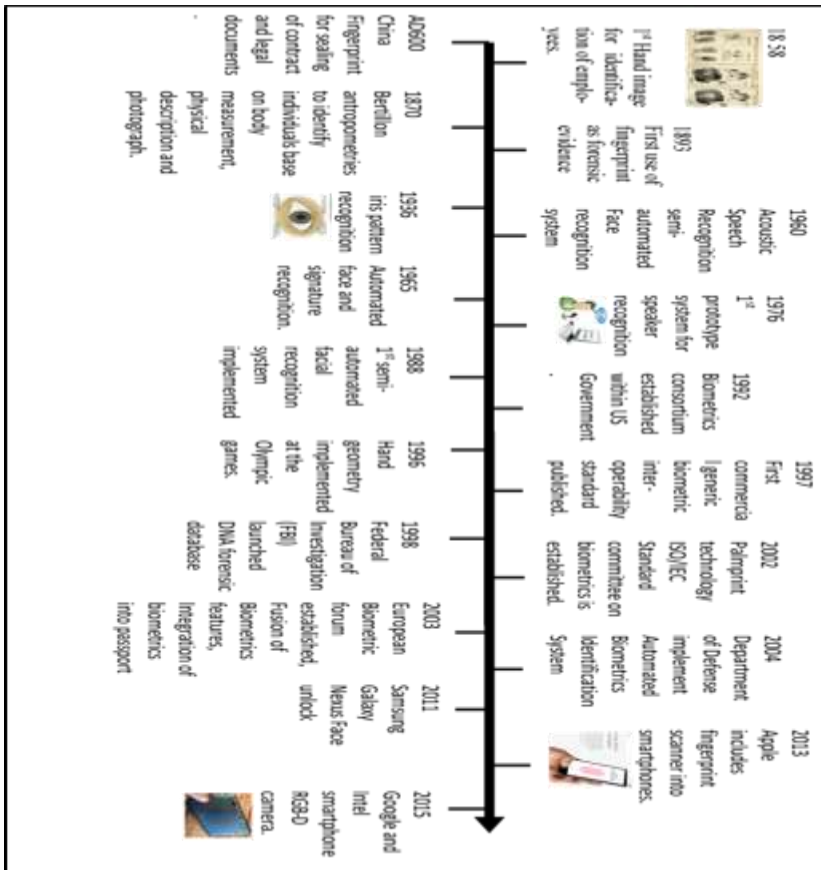 18 58
1st Hand image
for identifica-
tion of emplo-
yees.
1893
First use of
fingerprint
as forensic
evidence
1960
Acoustic
Speech
Recognition
semi-
automated
Face
recognition
system
1976
1st
prototype
system for
speaker
recognition
1992
Biometrics
consortium
established
within US
Government
.
1997
First
commercia
l generic
biometric
inter-
operability
standard
published.
2002
Palmprint
technology
ISO/IEC
Standard
committee on
biometrics is
established.
2004
Department
of Defense
implement
Automated
Biometrics
Identification
System
2013
Apple
includes
fingerprint
scanner into
smartphones.
AD600
China
Fingerprint
for sealing
of contract
and legal
documents
.
1870
Bertillon
antropometries
to identify
individuals base
on body
measurement,
physical
description and
photograph.
1936
iris pattern
recognition
1965
Automated
face and
signature
recognition.
1988
1st semi-
automated
facial
recognition
system
implemented
1996
Hand
geometry
implemented
at the
Olympic
games.
1998
Federal
Bureau of
Investigation
(FBI)
launched
DNA forensic
database
2003
European
Biometric
forum
established,
Fusion of
Biometrics
features,
Integration of
biometrics
into passport
2011
Samsung
Galaxy
Nexus Face
unlock
2015
Google and
Intel
smartphone
RGB-D
camera.